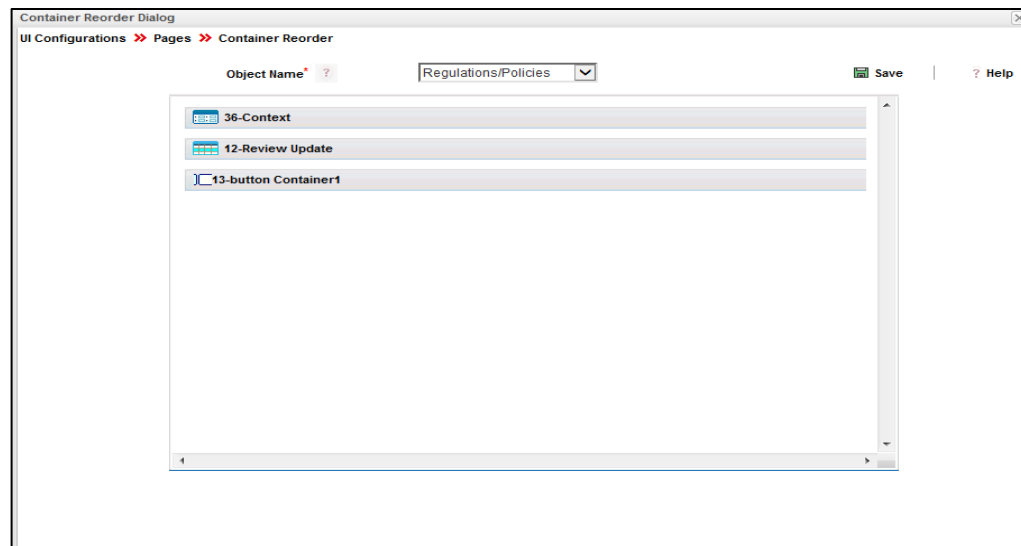 Container Reorder Dialog
UI Configurations >> Pages >> Container Reorder
Object Name* ? Regulations/Policies Save | ? Help
36-Context
12-Review Update
13-button Container1